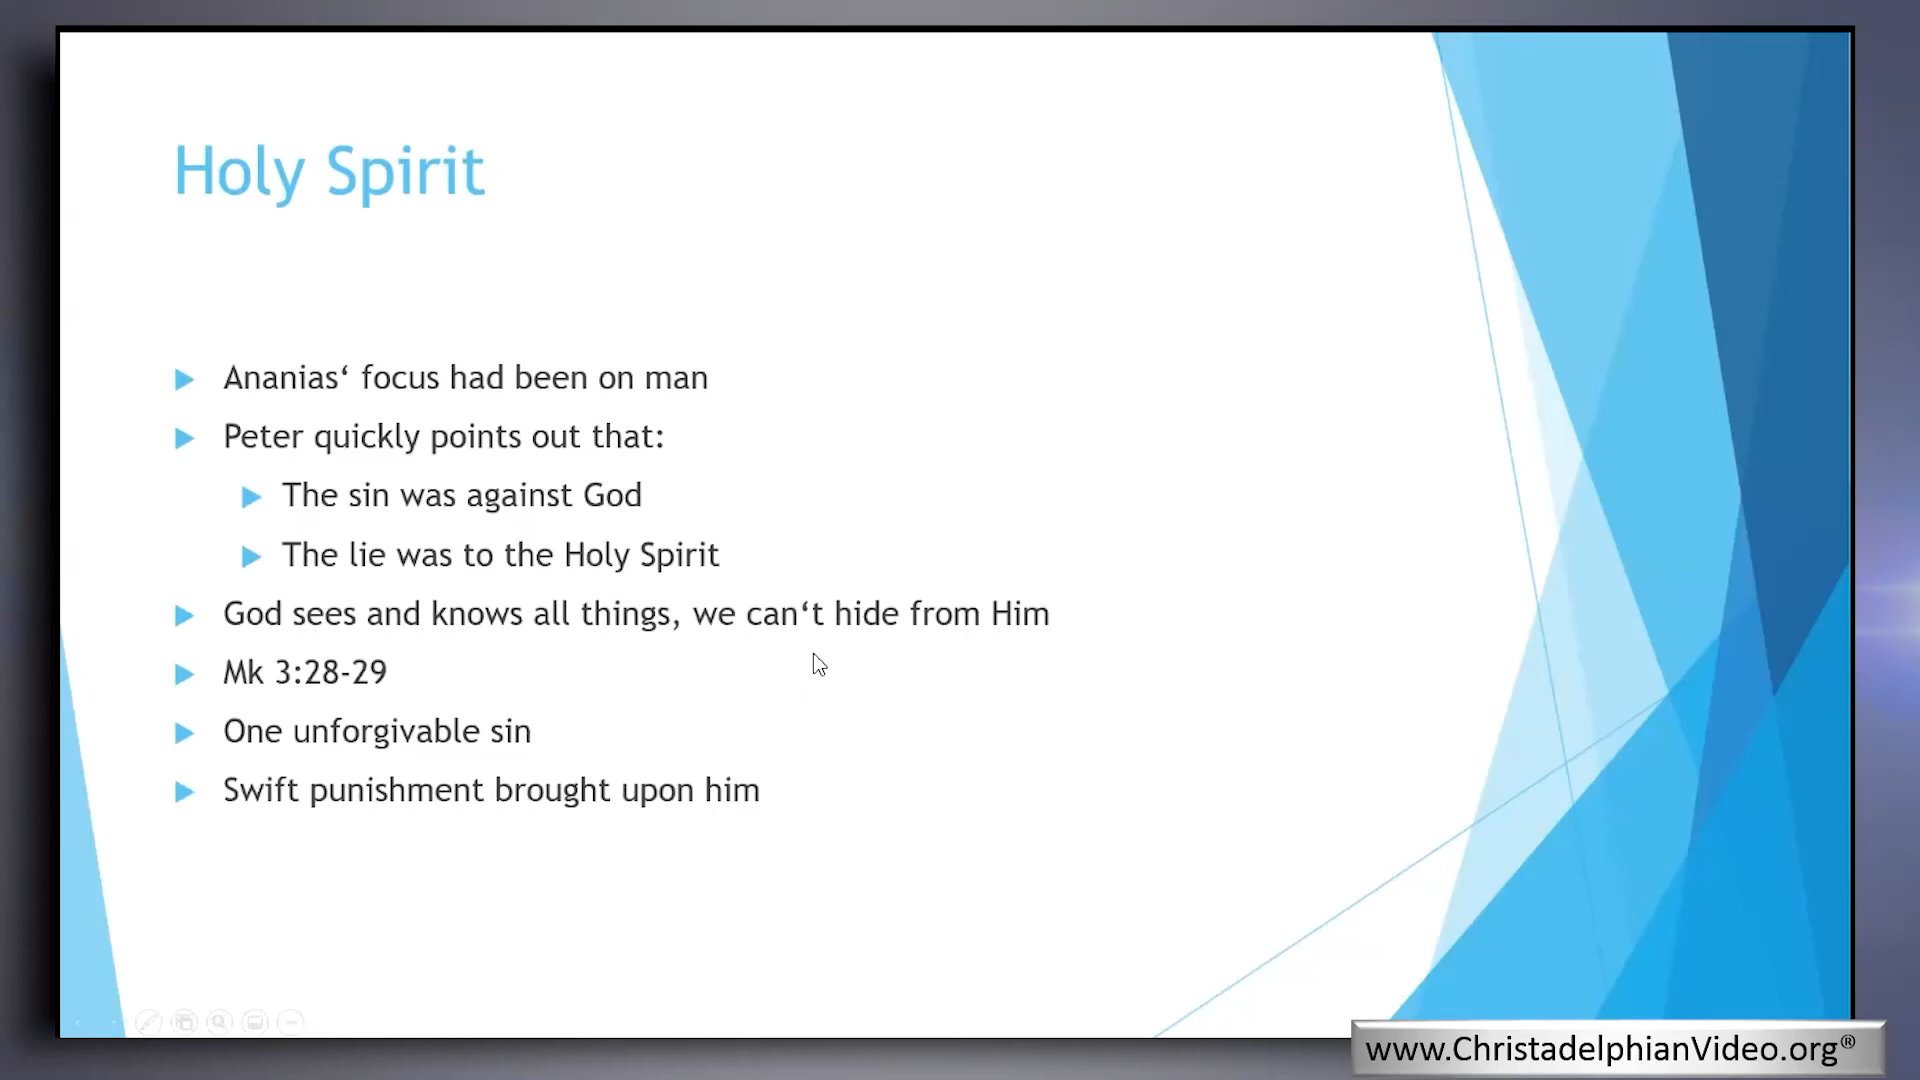 Holy Spirit
Ananias‘ focus had been on man
Peter quickly points out that:
The sin was against God
The lie was to the Holy Spirit
God sees and knows all things, we can‘t hide from Him
Mk 3:28-29
One unforgivable sin
Swift punishment brought upon him
www.ChristadelphianVideo.org®